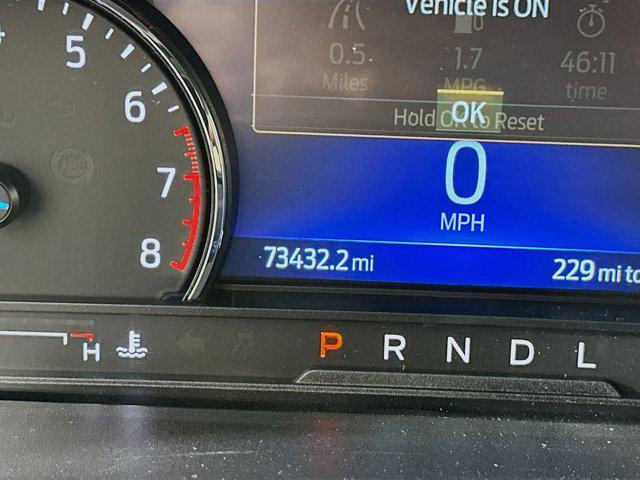 Vehicle is ON
5
6
7
8
0.5
Miles
1.7
MPG
46:11
time
OK
Hold OK to Reset
0
MPH
73432.2 mi
229 mi to
H
P R N D L